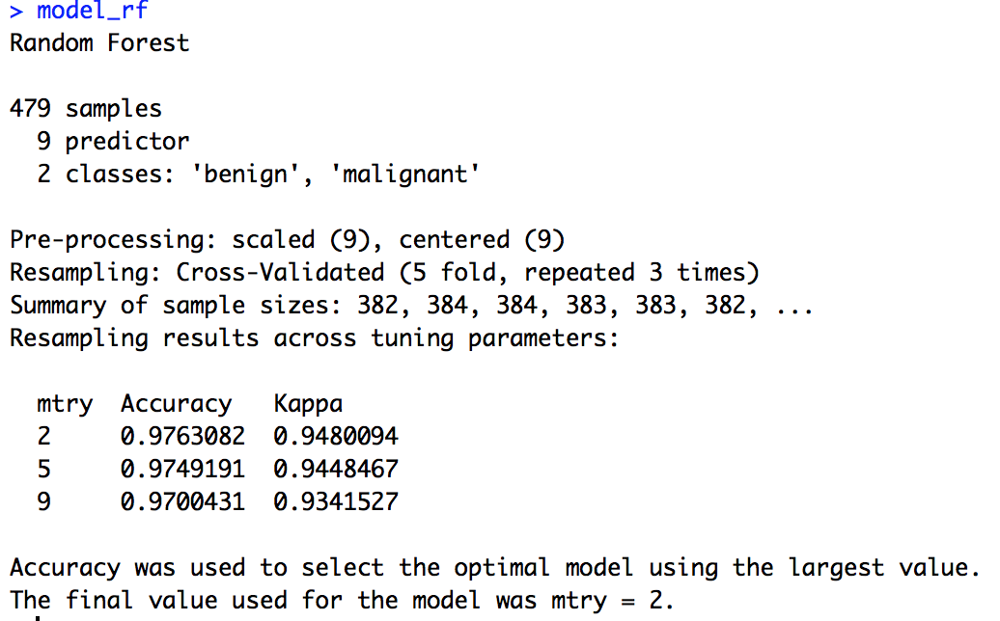 > model_rf
Random Forest
479 samples
9 predictor
2 classes: 'benign', 'malignant'
Pre-processing: scaled (9), centered (9)
Resampling: Cross-Validated (5 fold, repeated 3 times)
Summary of sample sizes: 382, 384, 384, 383, 383, 382, ...
Resampling results across tuning parameters:
mtry Accuracy Kappa
2 0.9763082 0.9480094
5 0.9749191 0.9448467
9 0.9700431 0.9341527
Accuracy was used to select the optimal model using the largest value.
The final value used for the model was mtry = 2.